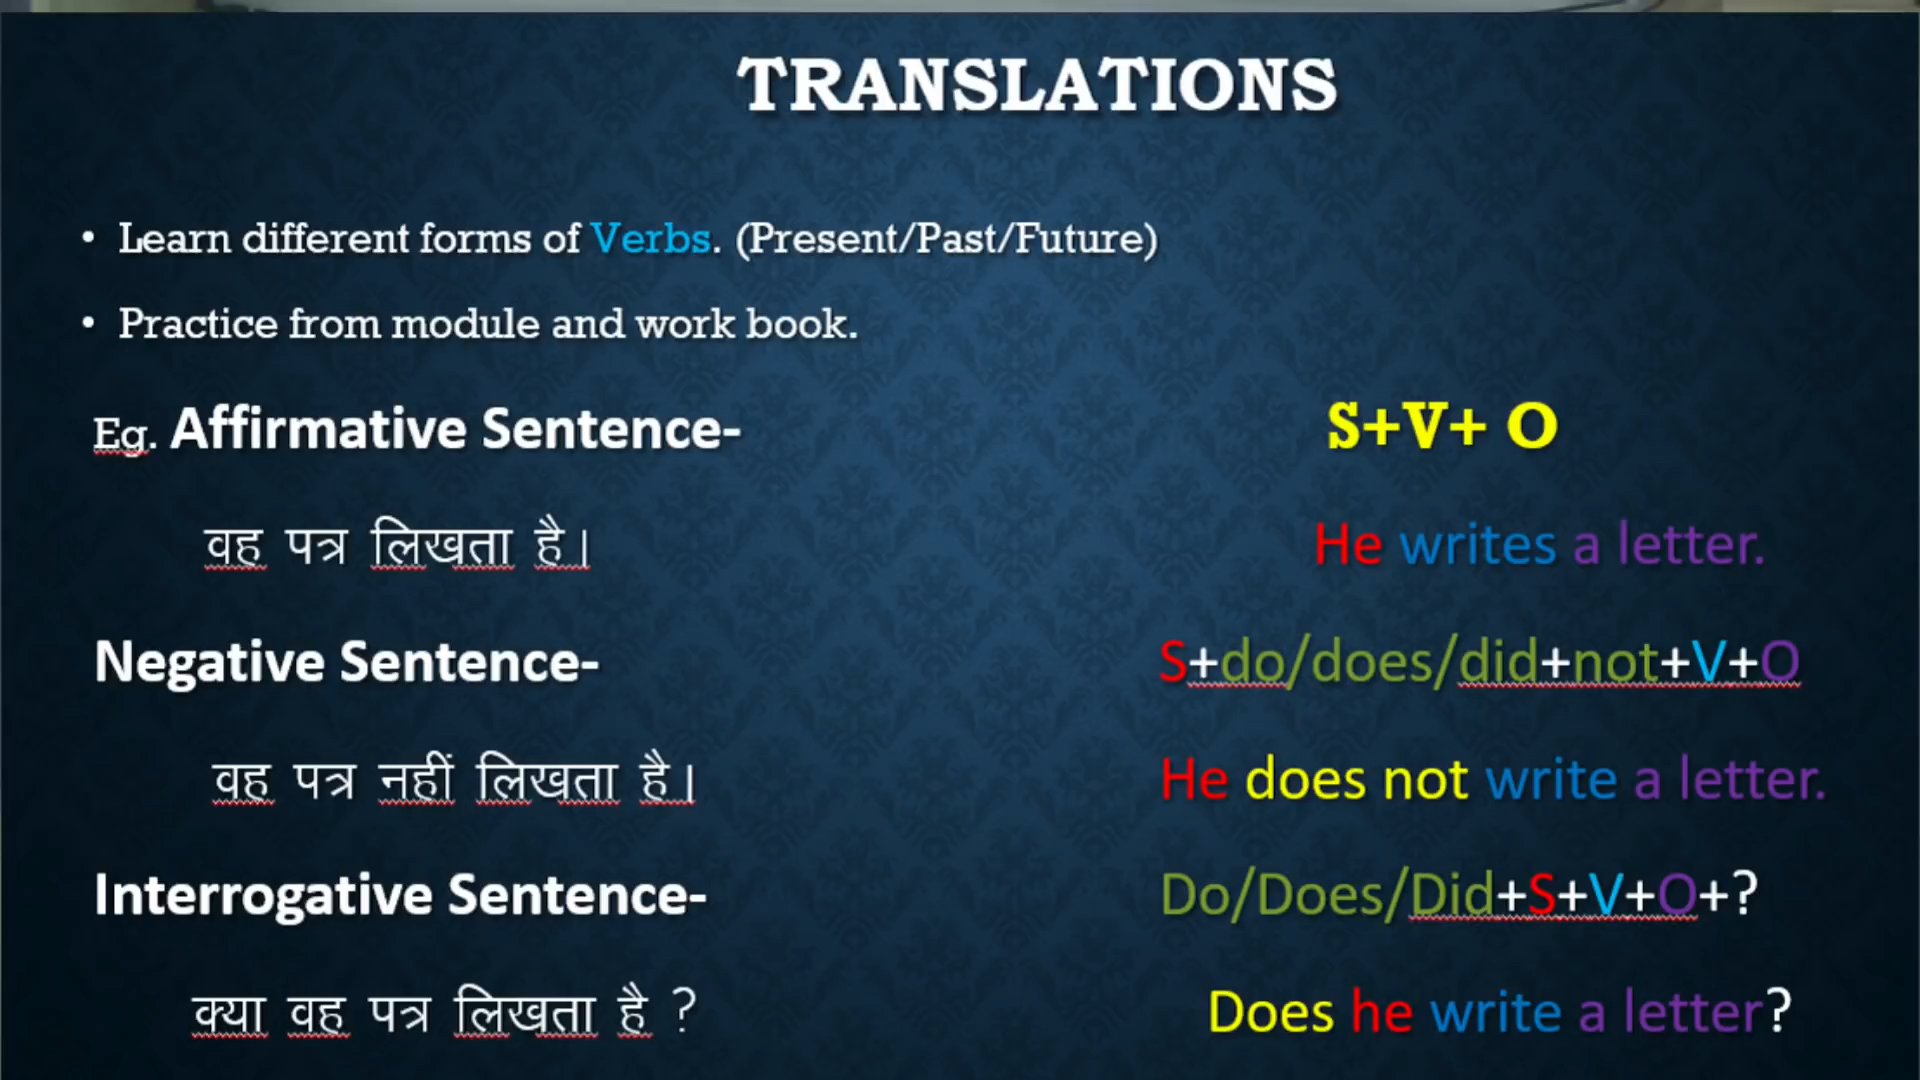 TRANSLATIONS
• Learn different forms of Verbs. (Present/Past/Future)
• Practice from module and work book.
Eg. Affirmative Sentence- S+V+ O
वह पत्र लिखता है। He writes a letter.
Negative Sentence- S+do/does/did+not+V+O
वह पत्र नहीं लिखता है। He does not write a letter.
Interrogative Sentence- Do/Does/Did+S+V+O+?
क्या वह पत्र लिखता है ? Does he write a letter?